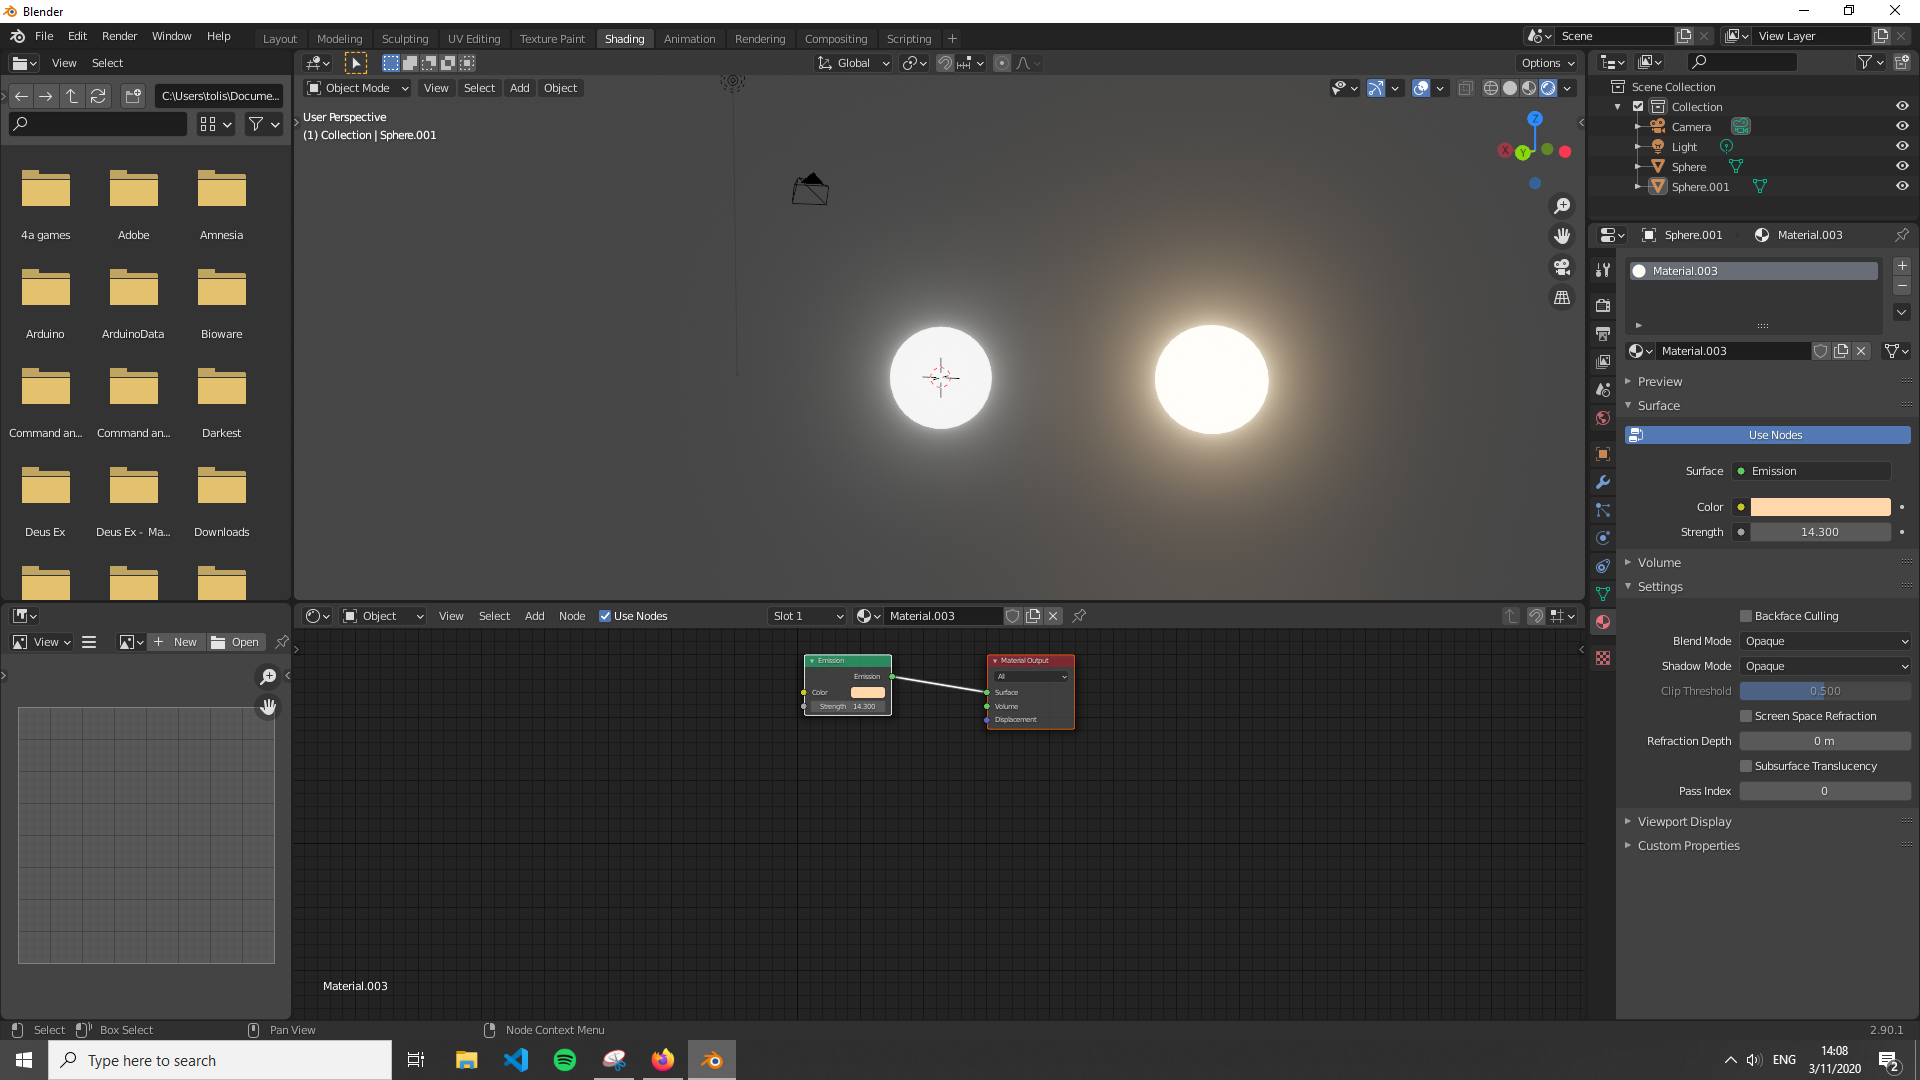 Blender
File Edit Render Window Help
Layout Modeling Sculpting UV Editing Texture Paint Shading Animation Rendering Compositing Scripting
Scene
View Layer
View Select
Global
Options
C:\Users\tolis\Docume...
Object Mode View Select Add Object
User Perspective
(1) Collection | Sphere.001
Z
X
Y
Scene Collection
Collection
Camera
Light
Sphere
Sphere.001
4a games Adobe Amnesia
Arduino ArduinoData Bioware
Command an... Command an... Darkest
Deus Ex Deus Ex - Ma... Downloads
Sphere.001 Material.003
Material.003
Material.003
Preview
Surface
Use Nodes
Surface Emission
Color
Strength 14.300
Volume
Settings
Backface Culling
Blend Mode Opaque
Shadow Mode Opaque
Clip Threshold 0.500
Screen Space Refraction
Refraction Depth 0 m
Subsurface Translucency
Pass Index 0
Viewport Display
Custom Properties
View New Open
Object View Select Add Node Use Nodes Slot 1 Material.003
Emission
Emission
Color
Strength 14.300
Material Output
All
Surface
Volume
Displacement
Material.003
Select Box Select Pan View Node Context Menu 2.90.1
Type here to search
ENG
14:08
3/11/2020
2